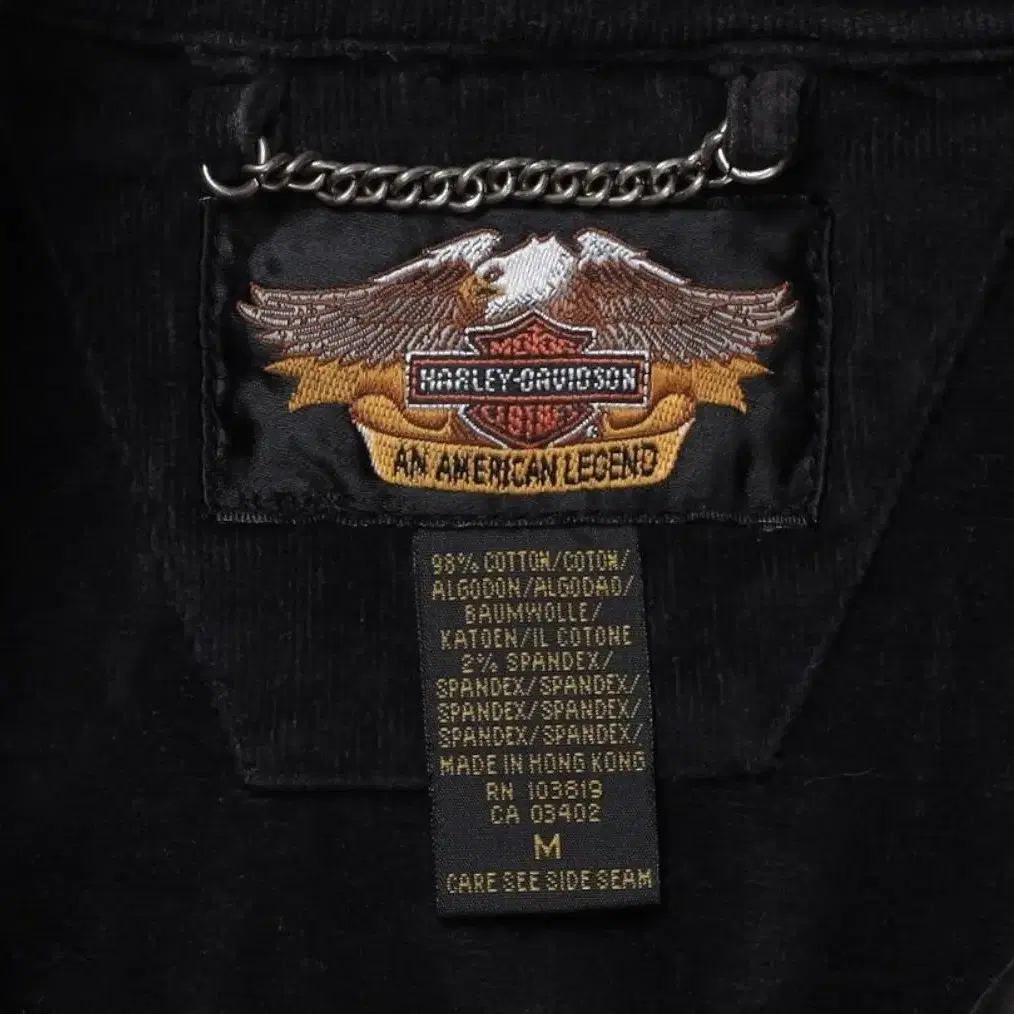 MOTOR
HARLEY-DAVIDSON
CYCLES
AN AMERICAN LEGEND
98% COTTON/COTON/
ALGODON/ALGODAO/
BAUMWOLLE/
KATOEN/IL COTONE
2% SPANDEX/
SPANDEX/SPANDEX/
SPANDEX/SPANDEX/
SPANDEX/SPANDEX/
MADE IN HONG KONG
RN 103819
CA 03402
M
CARE SEE SIDE SEAM